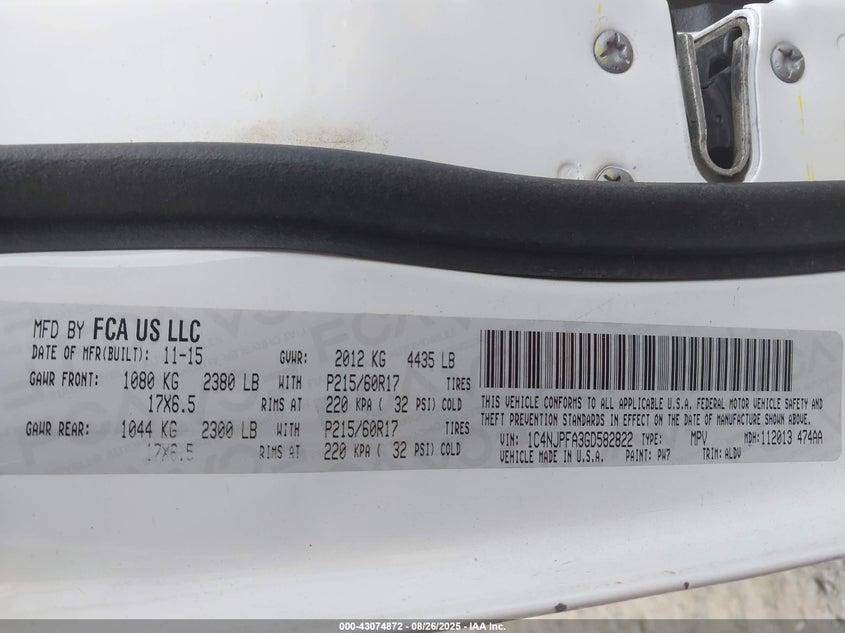 MFD BY FCA US LLC
DATE OF MFR(BUILT): 11-15 GVWR: 2012 KG 4435 LB
GAWR FRONT: 1080 KG 2380 LB WITH P215/60R17 TIRES
17X6.5 RIMS AT 220 KPA ( 32 PSI) COLD
GAWR REAR: 1044 KG 2300 LB WITH P215/60R17 TIRES
17X6.5 RIMS AT 220 KPA ( 32 PSI) COLD
THIS VEHICLE CONFORMS TO ALL APPLICABLE U.S.A. FEDERAL MOTOR VEHICLE SAFETY AND
THEFT PREVENTION STANDARDS IN EFFECT ON THE DATE OF MANUFACTURE SHOWN ABOVE.
VIN: 1C4NJPFA3GD582822 TYPE: MPV MDH:112013 474AA
VEHICLE MADE IN U.S.A. PAINT: PW7 TRIM: ALDV
000-43074872 • 08/26/2025 • IAA Inc.